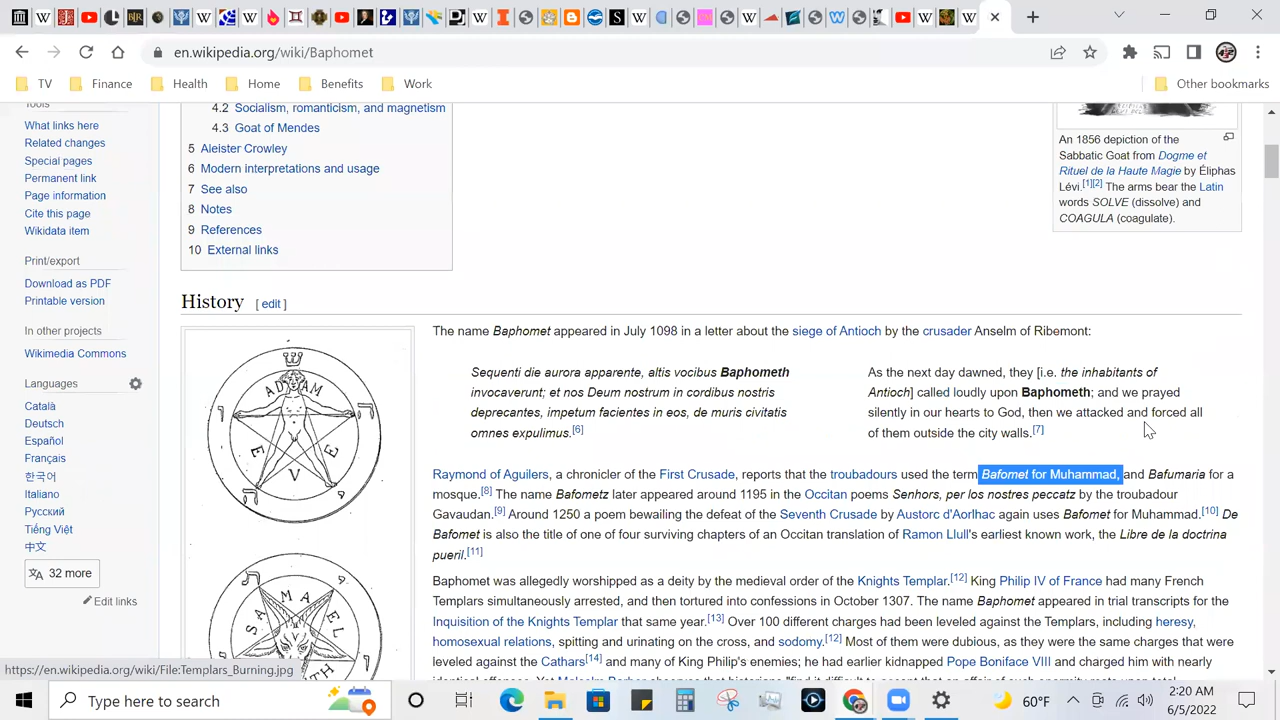 en.wikipedia.org/wiki/Baphomet
TV Finance Health Home Benefits Work Other bookmarks
Tools
What links here
Related changes
Special pages
Permanent link
Page information
Cite this page
Wikidata item
Print/export
Download as PDF
Printable version
In other projects
Wikimedia Commons
Languages
Català
Deutsch
Español
한국어
Français
Italiano
Русский
Tiếng Việt
中文
32 more
Edit links
4.2 Socialism, romanticism, and magnetism
4.3 Goat of Mendes
5 Aleister Crowley
6 Modern interpretations and usage
7 See also
8 Notes
9 References
10 External links
An 1856 depiction of the
Sabbatic Goat from Dogme et
Rituel de la Haute Magie by Éliphas
Lévi.[1][2] The arms bear the Latin
words SOLVE (dissolve) and
COAGULA (coagulate).
History [ edit ]
ADAM
EVE
SAMAEL
The name Baphomet appeared in July 1098 in a letter about the siege of Antioch by the crusader Anselm of Ribemont:
Sequenti die aurora apparente, altis vocibus Baphometh
invocaverunt; et nos Deum nostrum in cordibus nostris
deprecantes, impetum facientes in eos, de muris civitatis
omnes expulimus.[6]
As the next day dawned, they [i.e. the inhabitants of
Antioch] called loudly upon Baphometh; and we prayed
silently in our hearts to God, then we attacked and forced all
of them outside the city walls.[7]
Raymond of Aguilers, a chronicler of the First Crusade, reports that the troubadours used the term Bafomet for Muhammad, and Bafumaria for a
mosque.[8] The name Bafometz later appeared around 1195 in the Occitan poems Senhors, per los nostres peccatz by the troubadour
Gavaudan.[9] Around 1250 a poem bewailing the defeat of the Seventh Crusade by Austorc d'Aorlhac again uses Bafomet for Muhammad.[10] De
Bafomet is also the title of one of four surviving chapters of an Occitan translation of Ramon Llull's earliest known work, the Libre de la doctrina
pueril.[11]
Baphomet was allegedly worshipped as a deity by the medieval order of the Knights Templar.[12] King Philip IV of France had many French
Templars simultaneously arrested, and then tortured into confessions in October 1307. The name Baphomet appeared in trial transcripts for the
Inquisition of the Knights Templar that same year.[13] Over 100 different charges had been leveled against the Templars, including heresy,
homosexual relations, spitting and urinating on the cross, and sodomy.[12] Most of them were dubious, as they were the same charges that were
leveled against the Cathars[14] and many of King Philip's enemies; he had earlier kidnapped Pope Boniface VIII and charged him with nearly
https://en.wikipedia.org/wiki/File:Templars_Burning.jpg
Type here to search
60°F
2:20 AM
6/5/2022